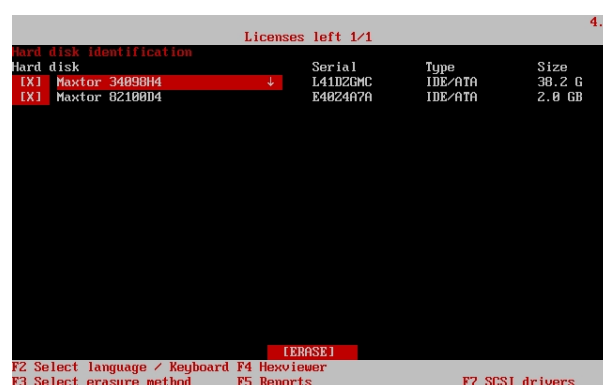 4.
Licenses left 1/1
Hard disk identification
Hard disk Serial Type Size
[X] Maxtor 34098H4 ↓ L41DZGMC IDE/ATA 38.2 G
[X] Maxtor 82100D4 E40Z4A7A IDE/ATA 2.0 GB
[ERASE]
F2 Select language / Keyboard F4 Hexviewer
F3 Select erasure method F5 Reports F7 SCSI drivers